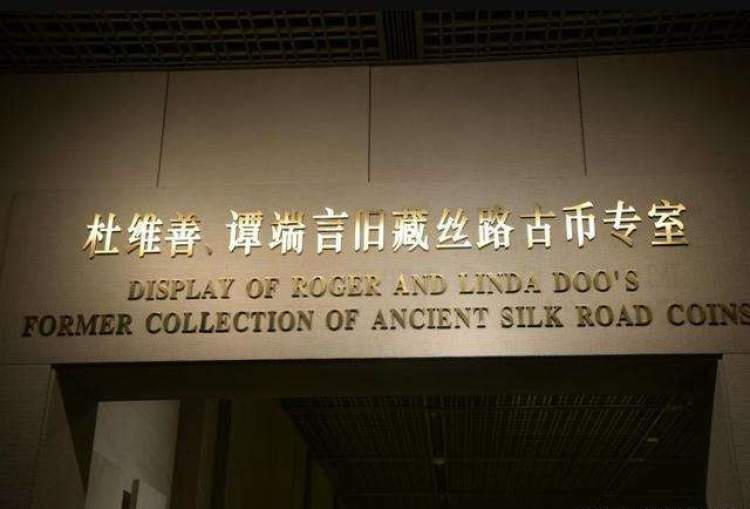 杜维善、谭端言旧藏丝路古币专室
DISPLAY OF ROGER AND LINDA DOO'S
FORMER COLLECTION OF ANCIENT SILK ROAD COINS